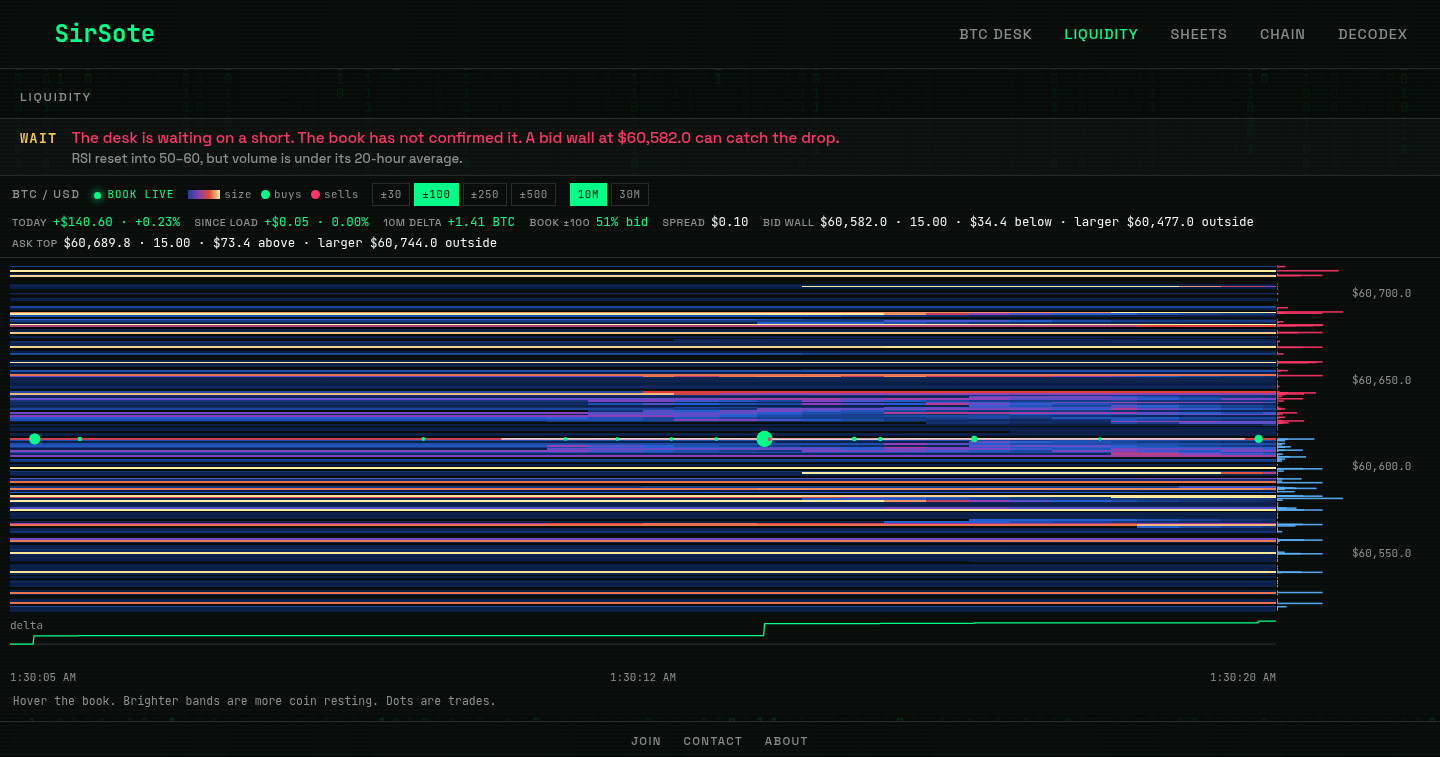 SirSote
BTC DESK LIQUIDITY SHEETS CHAIN DECODEX
LIQUIDITY
WAIT The desk is waiting on a short. The book has not confirmed it. A bid wall at $60,582.0 can catch the drop.
RSI reset into 50–60, but volume is under its 20-hour average.
BTC / USD BOOK LIVE size buys sells ±30 ±100 ±250 ±500 10M 30M
TODAY +$140.60 · +0.23% SINCE LOAD +$0.05 · 0.00% 10M DELTA +1.41 BTC BOOK ±100 51% bid SPREAD $0.10 BID WALL $60,582.0 · 15.00 · $34.4 below · larger $60,477.0 outside
ASK TOP $60,689.8 · 15.00 · $73.4 above · larger $60,744.0 outside
$60,700.0
$60,650.0
$60,600.0
$60,550.0
delta
1:30:05 AM 1:30:12 AM 1:30:20 AM
Hover the book. Brighter bands are more coin resting. Dots are trades.
JOIN CONTACT ABOUT